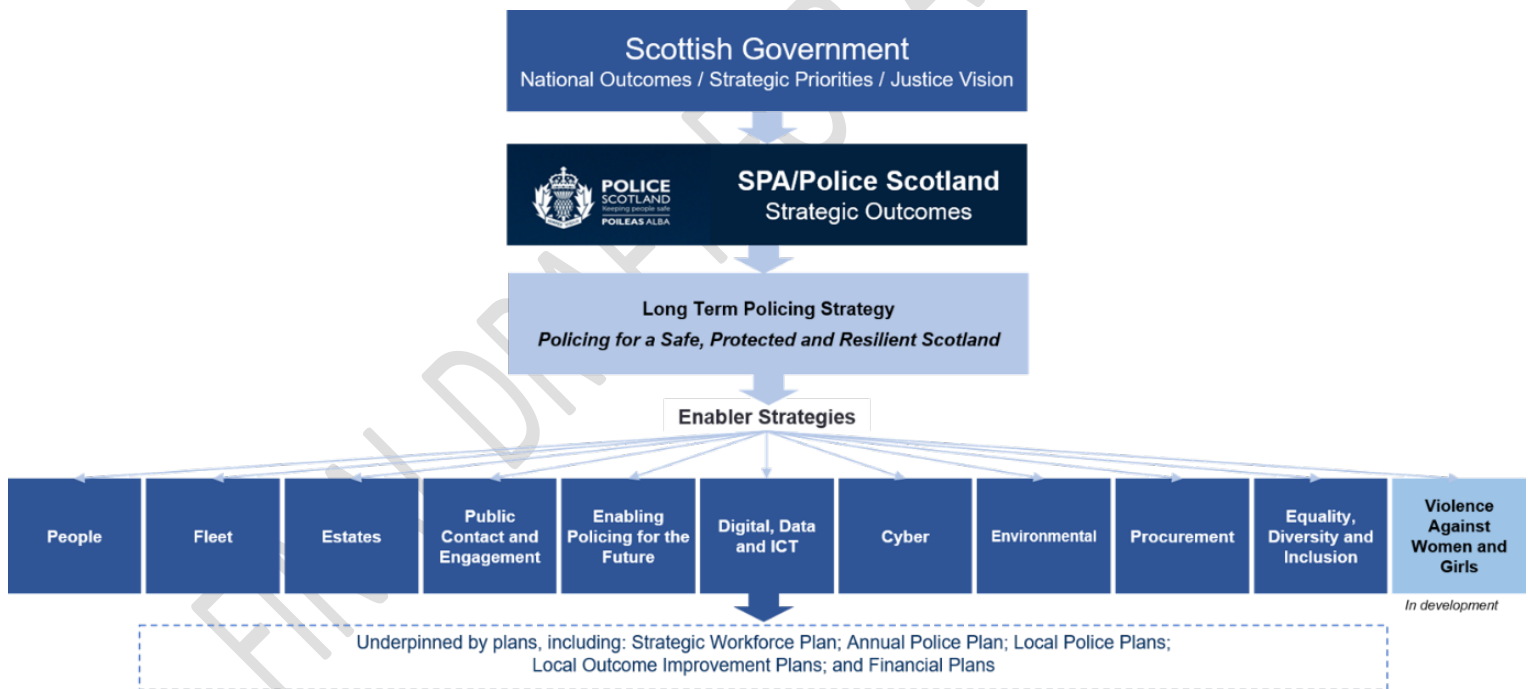 Scottish Government
National Outcomes / Strategic Priorities / Justice Vision
POLICE
SCOTLAND
Keeping people safe
POILEAS ALBA
SPA/Police Scotland
Strategic Outcomes
Long Term Policing Strategy
Policing for a Safe, Protected and Resilient Scotland
Enabler Strategies
People
Fleet
Estates
Public
Contact and
Engagement
Enabling
Policing for the
Future
Digital, Data
and ICT
Cyber
Environmental
Procurement
Equality,
Diversity and
Inclusion
Violence
Against
Women and
Girls
In development
Underpinned by plans, including: Strategic Workforce Plan; Annual Police Plan; Local Police Plans;
Local Outcome Improvement Plans; and Financial Plans